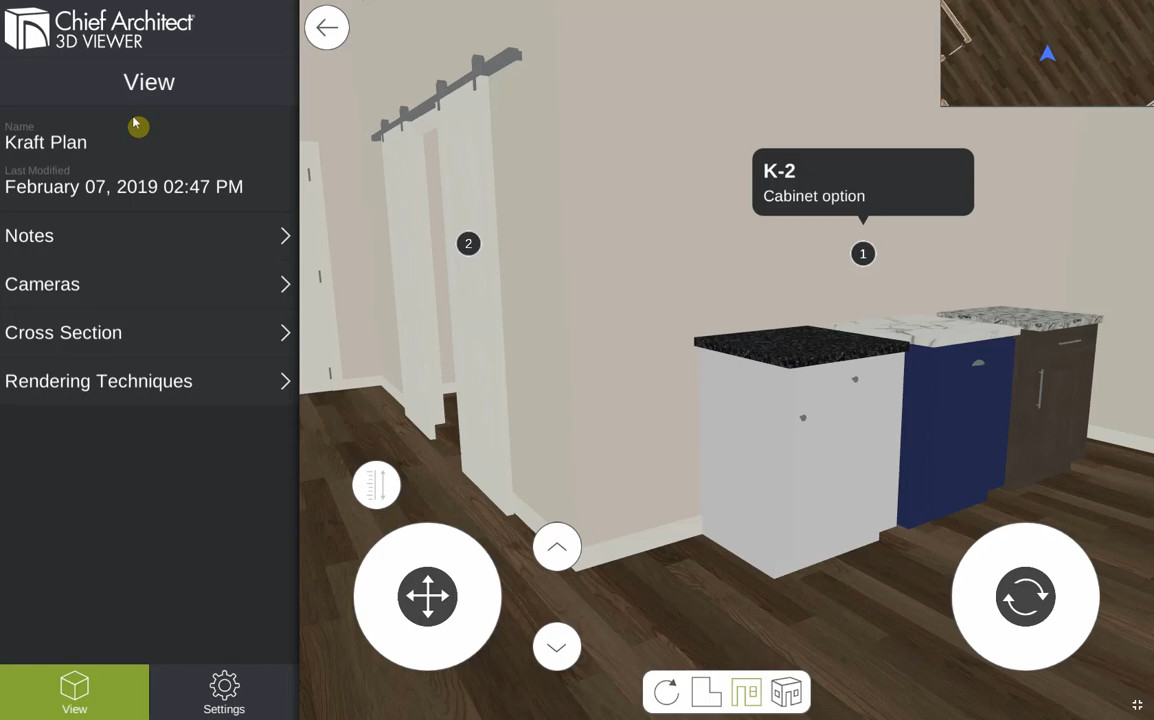 Chief Architect®
3D VIEWER
View
Name
Kraft Plan
Last Modified
February 07, 2019 02:47 PM
Notes
Cameras
Cross Section
Rendering Techniques
View
Settings
K-2
Cabinet option
1
2